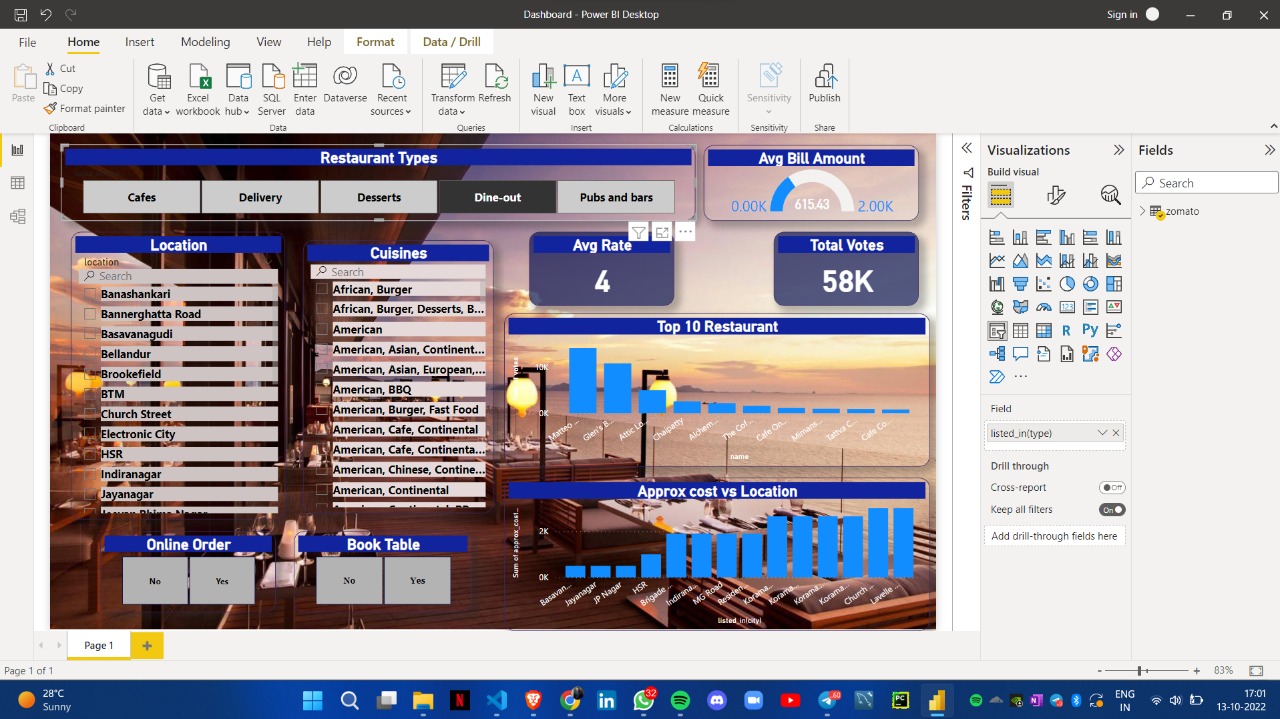 Dashboard - Power BI Desktop
Sign in
File Home Insert Modeling View Help Format Data / Drill
Paste
Cut
Copy
Format painter
Clipboard
Get data
Excel workbook
Data hub
SQL Server
Enter data
Dataverse
Recent sources
Data
Transform data
Refresh
Queries
New visual
Text box
More visuals
Insert
New measure
Quick measure
Calculations
Sensitivity
Sensitivity
Publish
Share
Restaurant Types
Cafes
Delivery
Desserts
Dine-out
Pubs and bars
Avg Bill Amount
0.00K
615.43
2.00K
Location
location
Search
Banashankari
Bannerghatta Road
Basavanagudi
Bellandur
Brookefield
BTM
Church Street
Electronic City
HSR
Indiranagar
Jayanagar
Cuisines
Search
African, Burger
African, Burger, Desserts, B...
American
American, Asian, Continent...
American, Asian, European,...
American, BBQ
American, Burger, Fast Food
American, Cafe, Continental
American, Cafe, Continenta...
American, Chinese, Contine...
American, Continental
Avg Rate
4
Total Votes
58K
Top 10 Restaurant
10K
0K
Matteo ...
Glen's B...
Attic Lo...
Chaipatty
Alchem...
The Cof...
Cafe On...
Minans...
Tattva C...
Cafe Co...
name
Approx cost vs Location
Sum of approx_cost...
2K
0K
Basavan...
Jayanagar
JP Nagar
HSR
Brigade ...
Indirana...
MG Road
Residen...
Korama...
Korama...
Korama...
Korama...
Church ...
Lavelle ...
listed_in(city)
Online Order
No
Yes
Book Table
No
Yes
Filters
Visualizations
Build visual
R
Py
123
Field
listed_in(type)
Drill through
Cross-report
Off
Keep all filters
On
Add drill-through fields here
Fields
Search
zomato
Page 1
Page 1 of 1
83%
28°C
Sunny
32
60
ENG
IN
17:01
13-10-2022